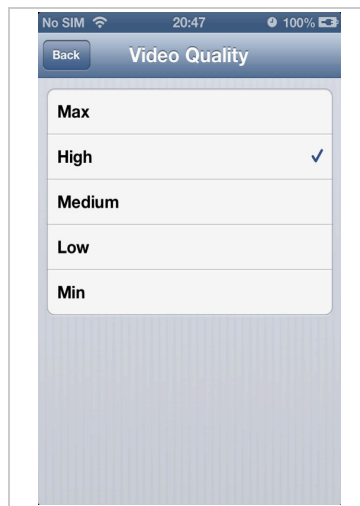 No SIM 20:47 100%
Back Video Quality
Max
High
Medium
Low
Min